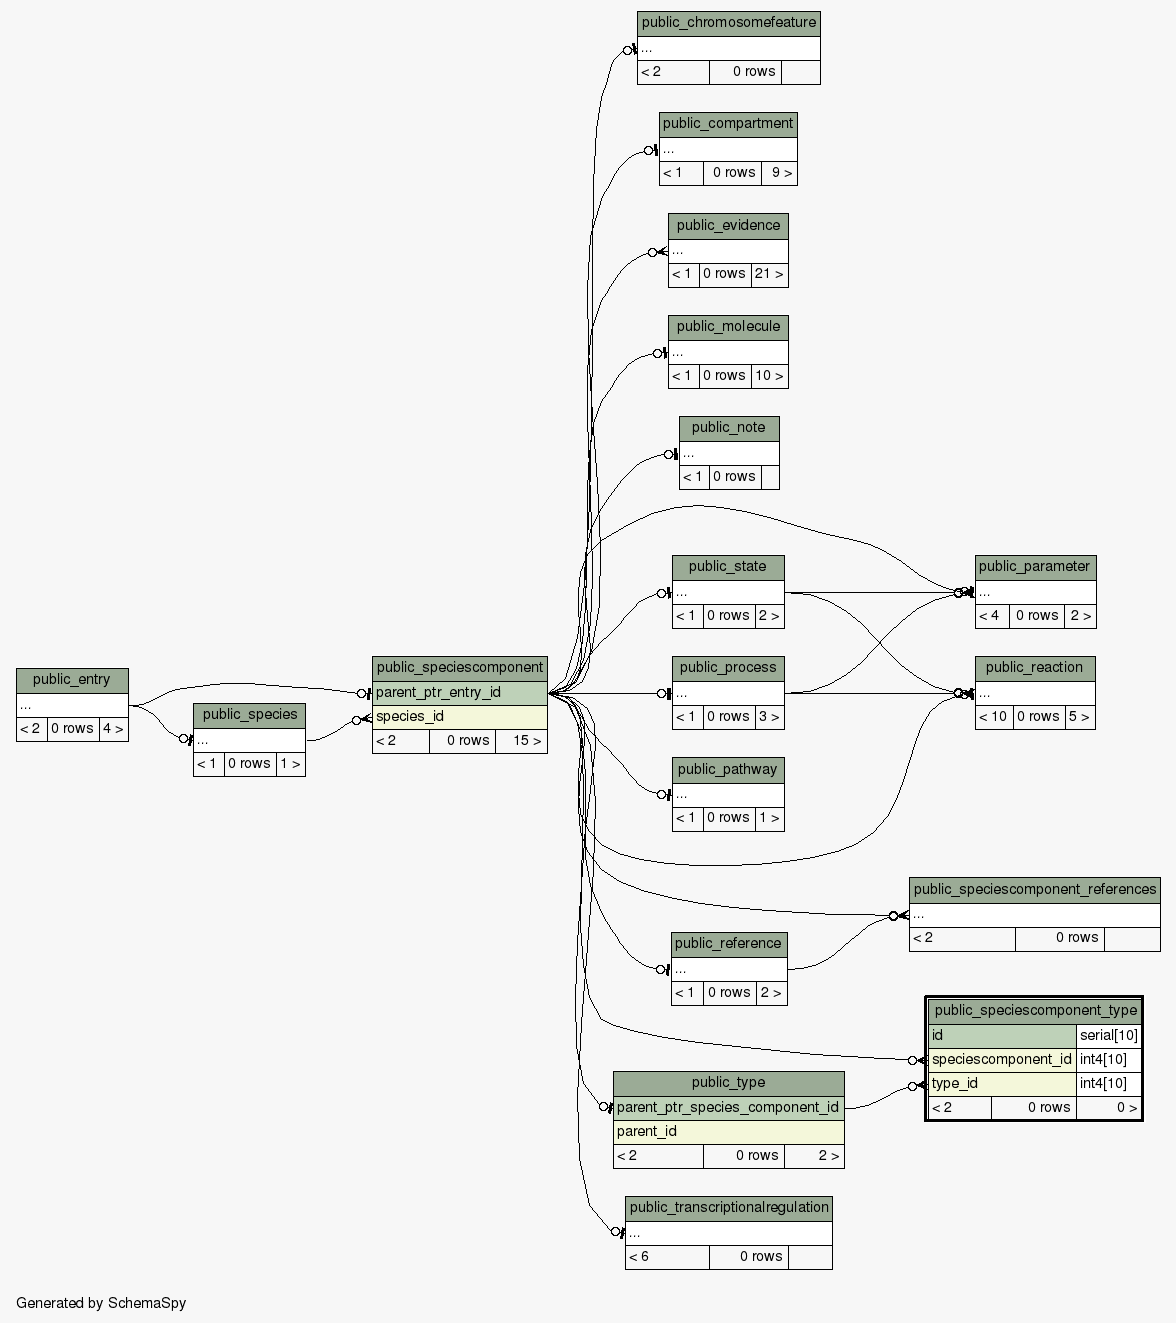 public_chromosomefeature
...
< 2 0 rows
public_compartment
...
< 1 0 rows 9 >
public_evidence
...
< 1 0 rows 21 >
public_molecule
...
< 1 0 rows 10 >
public_note
...
< 1 0 rows
public_state
...
< 1 0 rows 2 >
public_parameter
...
< 4 0 rows 2 >
public_entry
...
< 2 0 rows 4 >
public_species
...
< 1 0 rows 1 >
public_speciescomponent
parent_ptr_entry_id
species_id
< 2 0 rows 15 >
public_process
...
< 1 0 rows 3 >
public_reaction
...
< 10 0 rows 5 >
public_pathway
...
< 1 0 rows 1 >
public_speciescomponent_references
...
< 2 0 rows
public_reference
...
< 1 0 rows 2 >
public_speciescomponent_type
id serial[10]
speciescomponent_id int4[10]
type_id int4[10]
< 2 0 rows 0 >
public_type
parent_ptr_species_component_id
parent_id
< 2 0 rows 2 >
public_transcriptionalregulation
...
< 6 0 rows
Generated by SchemaSpy